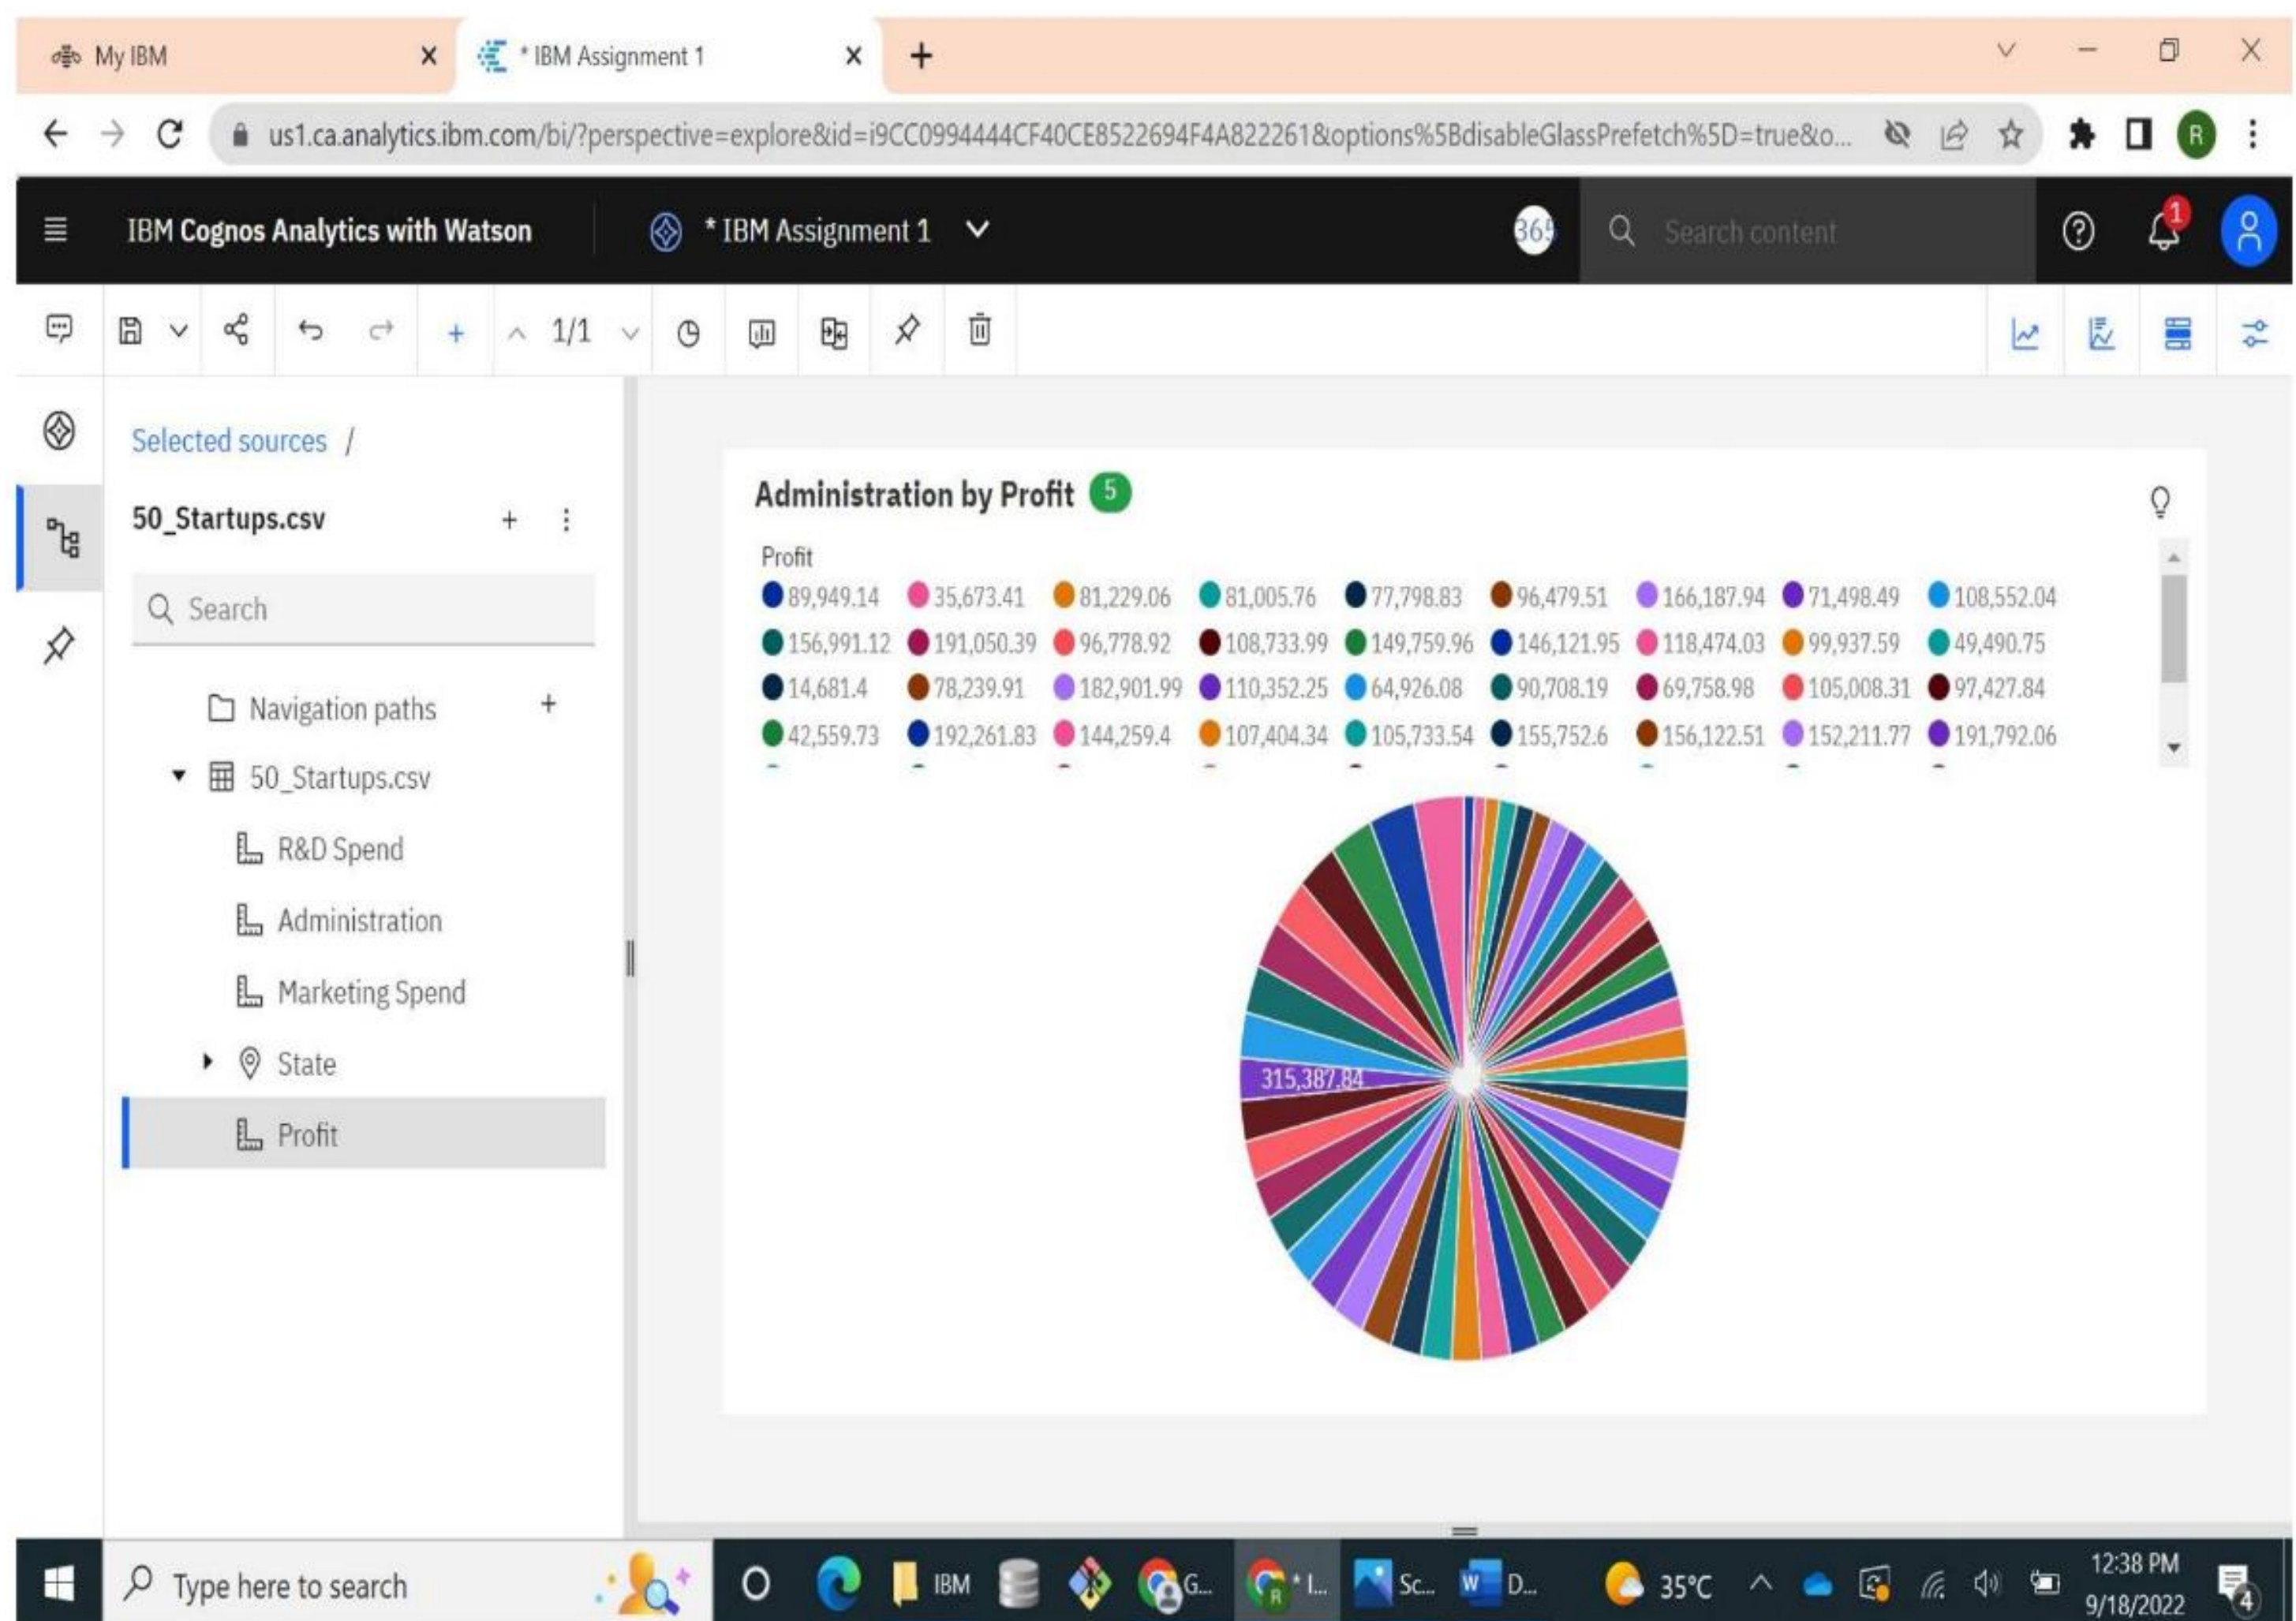 My IBM
* IBM Assignment 1
us1.ca.analytics.ibm.com/bi/?perspective=explore&id=i9CC0994444CF40CE8522694F4A822261&options%5BdisableGlassPrefetch%5D=true&o...
R
IBM Cognos Analytics with Watson
* IBM Assignment 1
365
Search content
1
1/1
Selected sources /
50_Startups.csv
Search
Navigation paths
50_Startups.csv
R&D Spend
Administration
Marketing Spend
State
Profit
Administration by Profit 5
Profit
89,949.14 35,673.41 81,229.06 81,005.76 77,798.83 96,479.51 166,187.94 71,498.49 108,552.04
156,991.12 191,050.39 96,778.92 108,733.99 149,759.96 146,121.95 118,474.03 99,937.59 49,490.75
14,681.4 78,239.91 182,901.99 110,352.25 64,926.08 90,708.19 69,758.98 105,008.31 97,427.84
42,559.73 192,261.83 144,259.4 107,404.34 105,733.54 155,752.6 156,122.51 152,211.77 191,792.06
315,387.84
Type here to search
IBM
G...
R
* I...
Sc...
W
D...
35°C
12:38 PM
9/18/2022
4